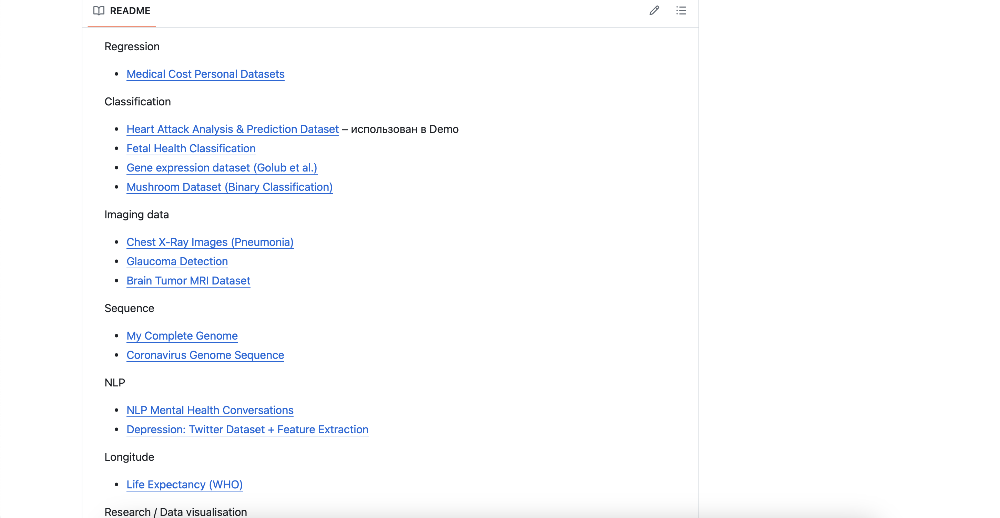 README
Regression
Medical Cost Personal Datasets
Classification
Heart Attack Analysis & Prediction Dataset – использован в Demo
Fetal Health Classification
Gene expression dataset (Golub et al.)
Mushroom Dataset (Binary Classification)
Imaging data
Chest X-Ray Images (Pneumonia)
Glaucoma Detection
Brain Tumor MRI Dataset
Sequence
My Complete Genome
Coronavirus Genome Sequence
NLP
NLP Mental Health Conversations
Depression: Twitter Dataset + Feature Extraction
Longitude
Life Expectancy (WHO)
Research / Data visualisation